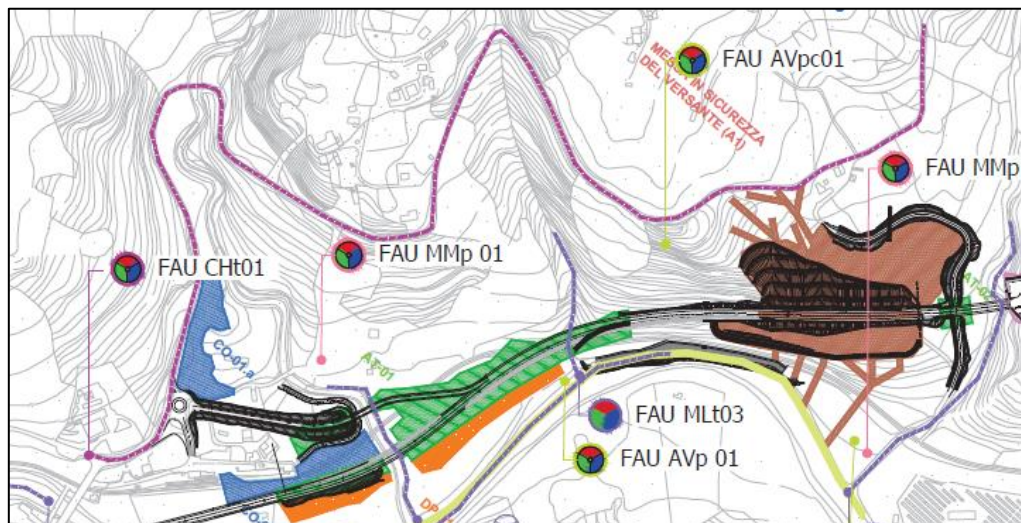 FAU AVpc01
MESSA IN SICUREZZA
DEL VERSANTE (A1)
FAU MMp
FAU CHt01
FAU MMp 01
CO-01.a
AT-01
FAU MLt03
FAU AVp 01